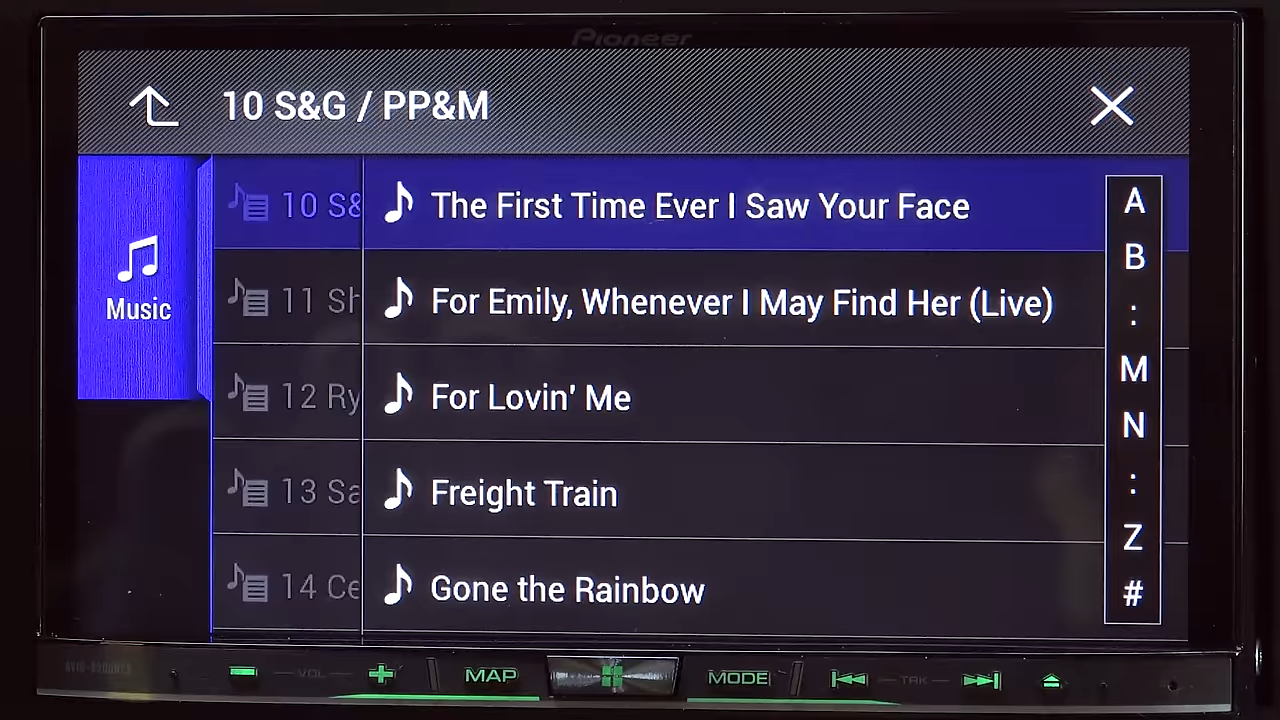 Pioneer
10 S&G / PP&M
Music
10 S&
11 Sh
12 Ry
13 Sa
14 Ce
The First Time Ever I Saw Your Face
For Emily, Whenever I May Find Her (Live)
For Lovin' Me
Freight Train
Gone the Rainbow
A
B
:
M
N
:
Z
#
VOL
MAP
MODE
TRK